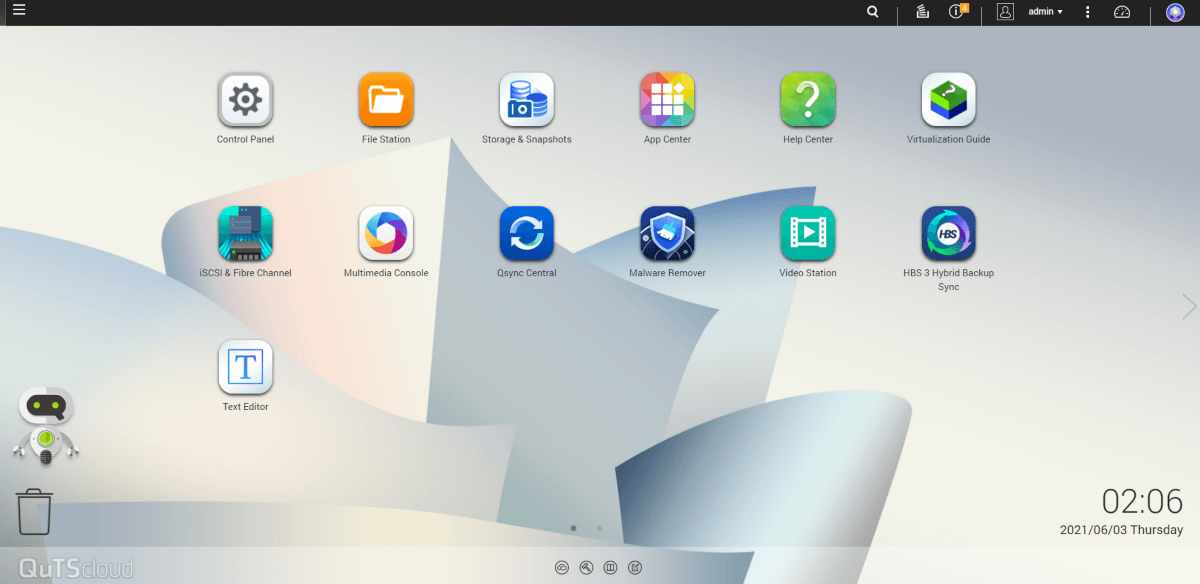 4
admin
Control Panel
File Station
Storage & Snapshots
App Center
Help Center
Virtualization Guide
iSCSI & Fibre Channel
Multimedia Console
Qsync Central
Malware Remover
Video Station
HBS
HBS 3 Hybrid Backup
Sync
T
Text Editor
02:06
2021/06/03 Thursday
QuTScloud